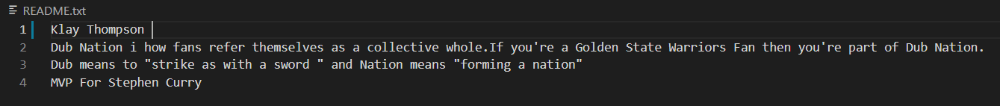 README.txt
1 Klay Thompson
2 Dub Nation i how fans refer themselves as a collective whole.If you're a Golden State Warriors Fan then you're part of Dub Nation.
3 Dub means to "strike as with a sword " and Nation means "forming a nation"
4 MVP For Stephen Curry